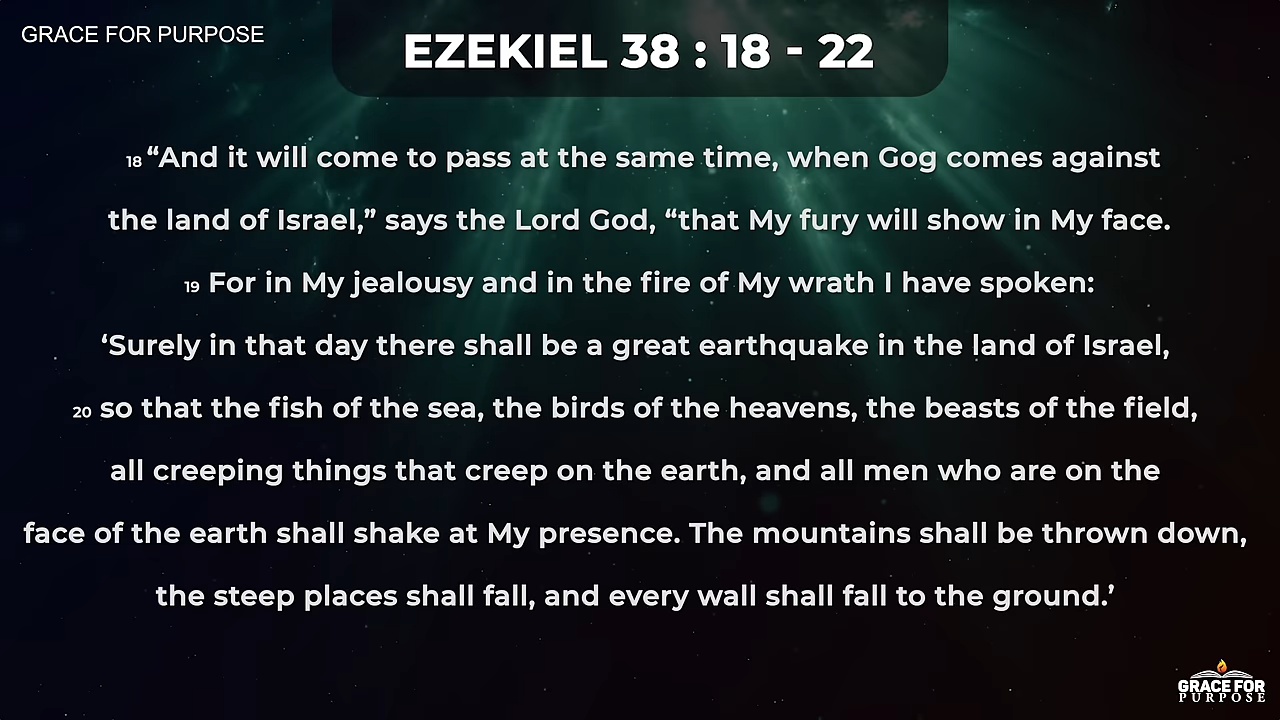 GRACE FOR PURPOSE
EZEKIEL 38 : 18 - 22
18 “And it will come to pass at the same time, when Gog comes against
the land of Israel,” says the Lord God, “that My fury will show in My face.
19 For in My jealousy and in the fire of My wrath I have spoken:
‘Surely in that day there shall be a great earthquake in the land of Israel,
20 so that the fish of the sea, the birds of the heavens, the beasts of the field,
all creeping things that creep on the earth, and all men who are on the
face of the earth shall shake at My presence. The mountains shall be thrown down,
the steep places shall fall, and every wall shall fall to the ground.’
GRACE FOR
PURPOSE